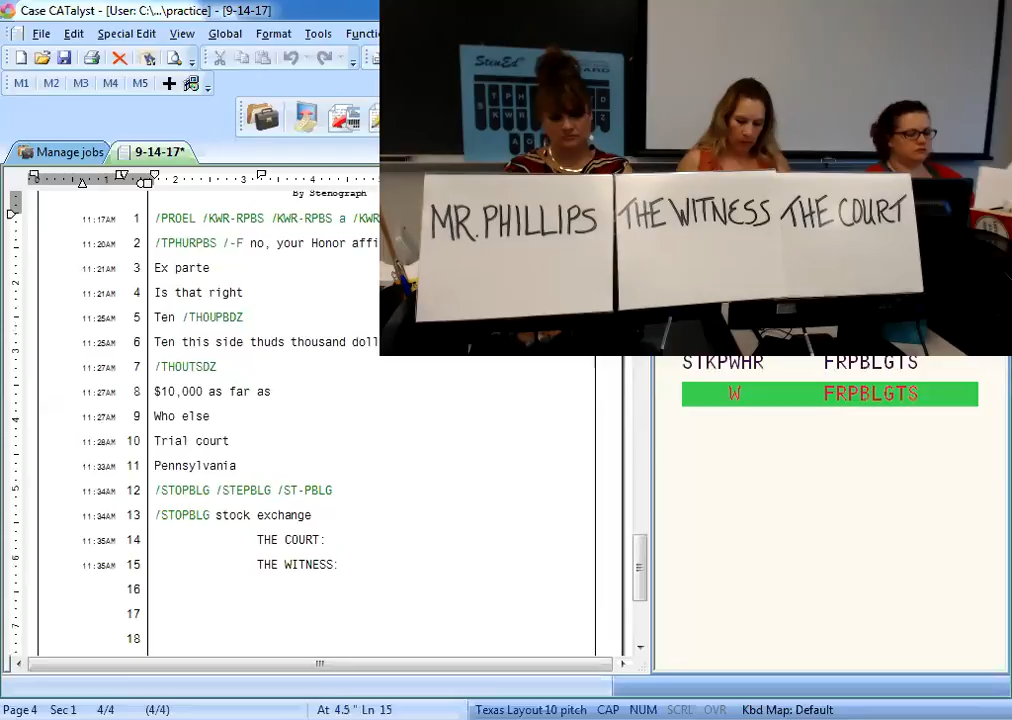 Case CATalyst - [User: C:\...\practice] - [9-14-17]
File Edit Special Edit View Global Format Tools Functi
M1 M2 M3 M4 M5
Manage jobs 9-14-17*
0 1 2 3 4
By Stenograph
11:17AM 1 /PROEL /KWR-RPBS /KWR-RPBS a /KWR
11:20AM 2 /TPHURPBS /-F no, your Honor affi
11:21AM 3 Ex parte
11:21AM 4 Is that right
11:25AM 5 Ten /THOUPBDZ
11:25AM 6 Ten this side thuds thousand doll
11:27AM 7 /THOUTSDZ
11:27AM 8 $10,000 as far as
11:27AM 9 Who else
11:28AM 10 Trial court
11:33AM 11 Pennsylvania
11:34AM 12 /STOPBLG /STEPBLG /ST-PBLG
11:34AM 13 /STOPBLG stock exchange
11:35AM 14 THE COURT:
11:35AM 15 THE WITNESS:
16
17
18
StenEd
MR. PHILLIPS
THE WITNESS THE COURT
STKPWHR FRPBLGTS
W FRPBLGTS
Page 4 Sec 1 4/4 (4/4) At 4.5" Ln 15 Texas Layout 10 pitch CAP NUM SCRL OVR Kbd Map: Default